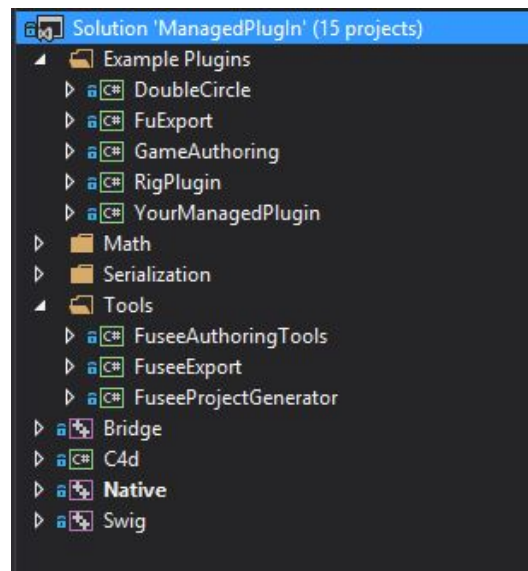 Solution 'ManagedPlugIn' (15 projects)
Example Plugins
C# DoubleCircle
C# FuExport
C# GameAuthoring
C# RigPlugin
C# YourManagedPlugin
Math
Serialization
Tools
C# FuseeAuthoringTools
C# FuseeExport
C# FuseeProjectGenerator
Bridge
C# C4d
Native
Swig